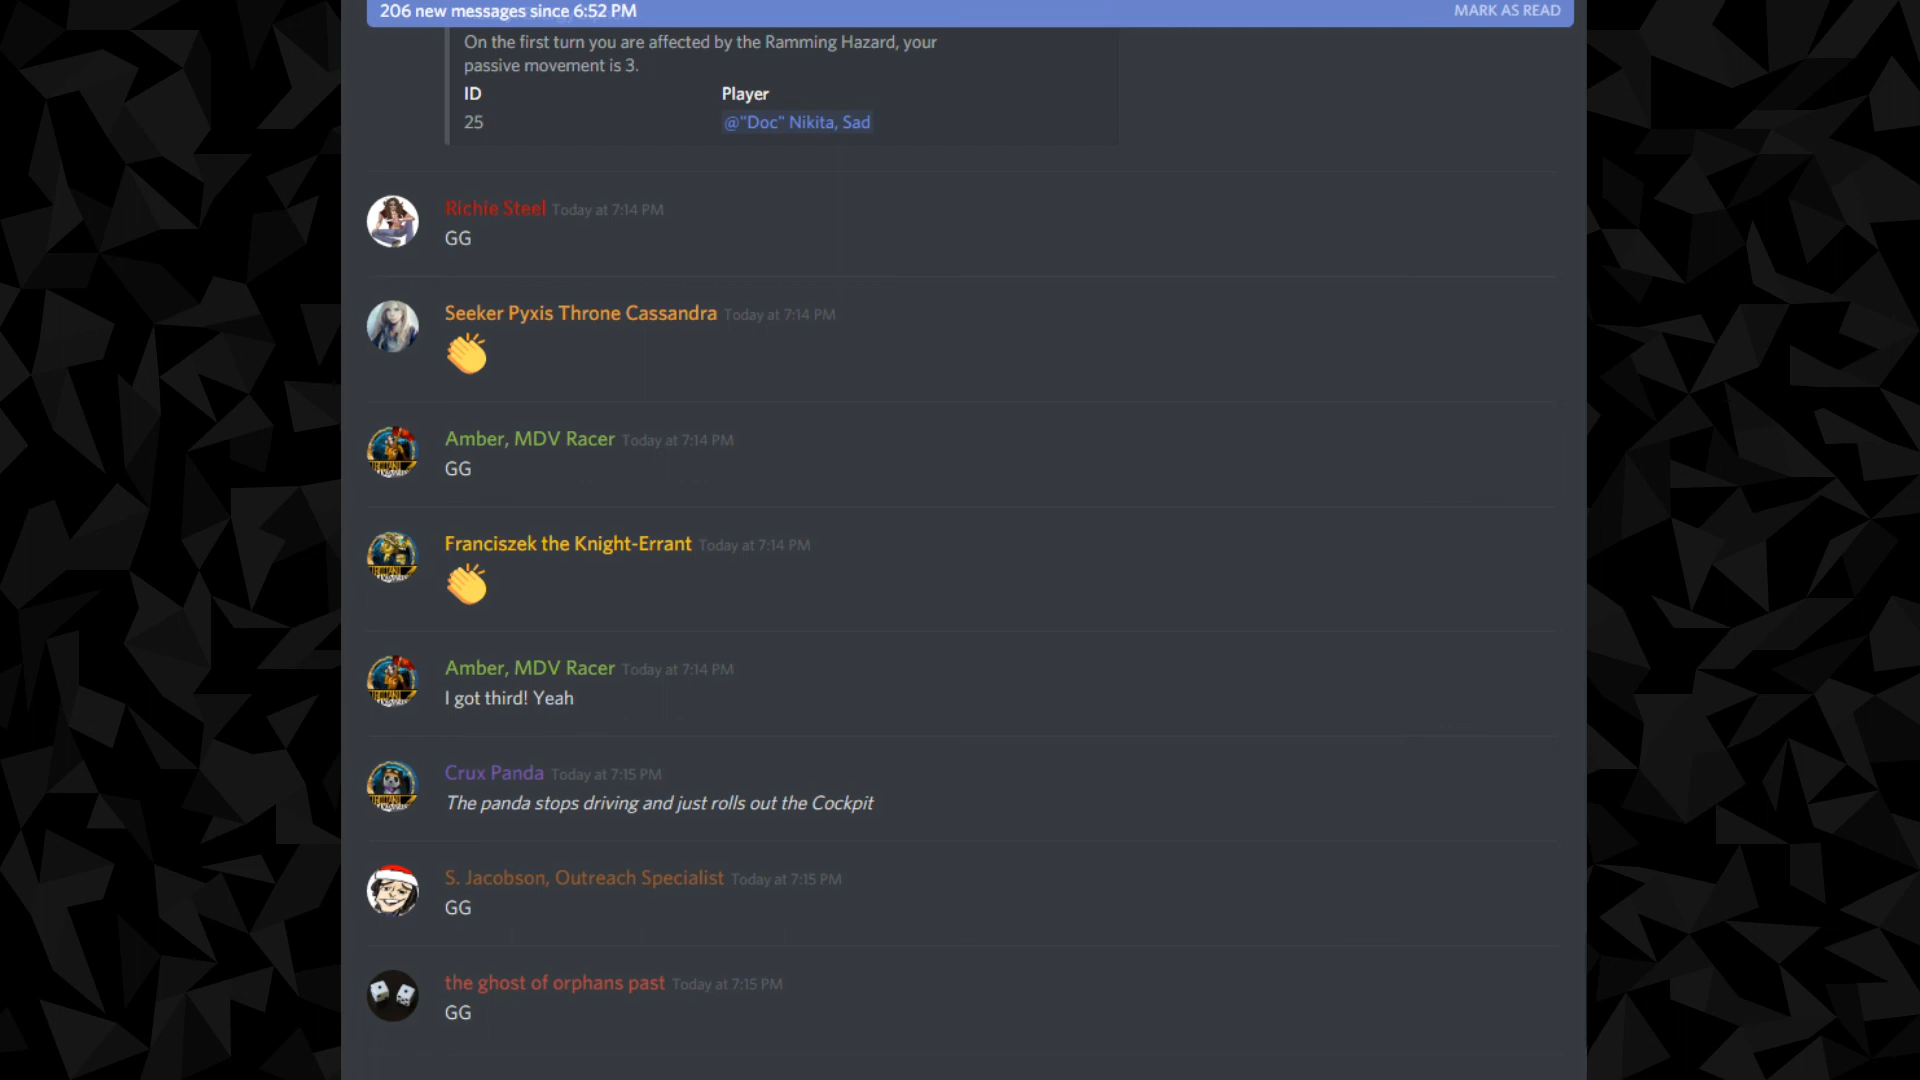 206 new messages since 6:52 PM MARK AS READ
On the first turn you are affected by the Ramming Hazard, your
passive movement is 3.
ID Player
25 @"Doc" Nikita, Sad
Richie Steel Today at 7:14 PM
GG
Seeker Pyxis Throne Cassandra Today at 7:14 PM
Amber, MDV Racer Today at 7:14 PM
GG
Franciszek the Knight-Errant Today at 7:14 PM
Amber, MDV Racer Today at 7:14 PM
I got third! Yeah
Crux Panda Today at 7:15 PM
The panda stops driving and just rolls out the Cockpit
S. Jacobson, Outreach Specialist Today at 7:15 PM
GG
the ghost of orphans past Today at 7:15 PM
GG